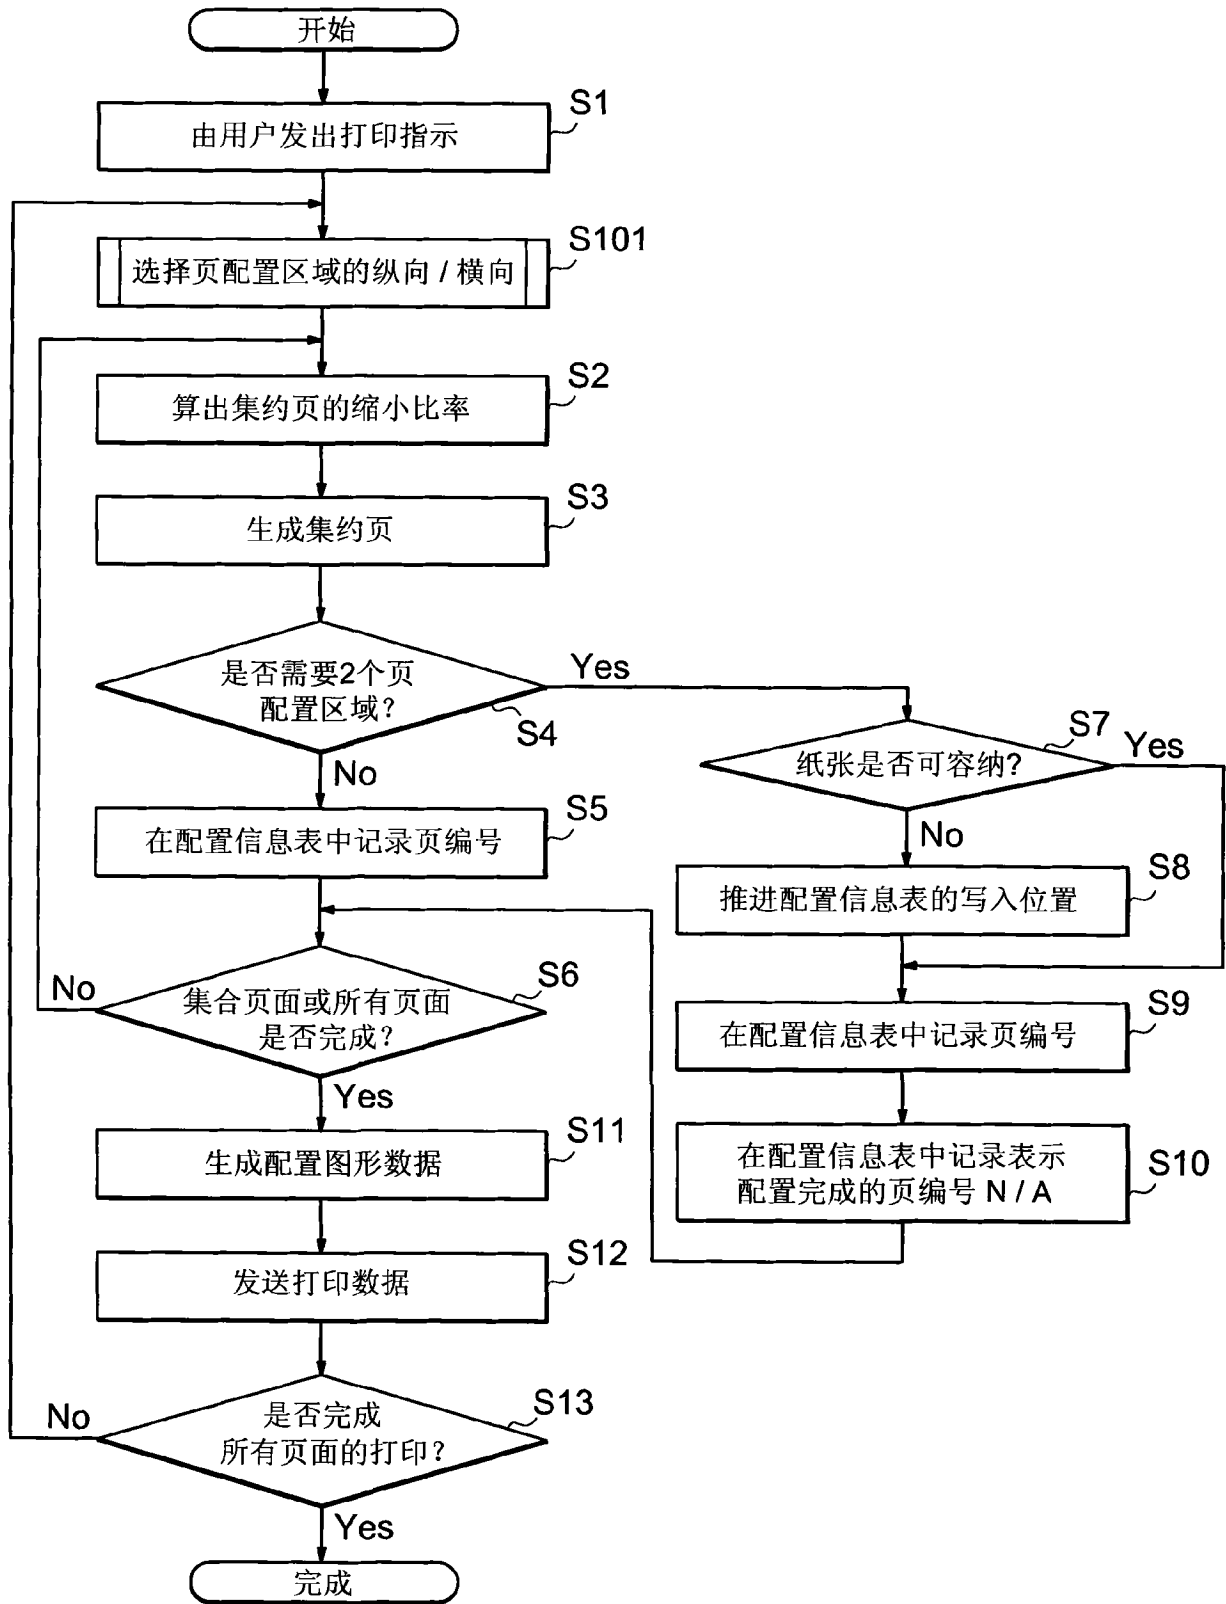 开始
S1
由用户发出打印指示
S101
选择页配置区域的纵向 / 横向
S2
算出集约页的缩小比率
S3
生成集约页
是否需要2个页
配置区域?
S4
Yes
No
S7
纸张是否可容纳?
Yes
No
S5
在配置信息表中记录页编号
S8
推进配置信息表的写入位置
S6
集合页面或所有页面
是否完成?
No
Yes
S9
在配置信息表中记录页编号
S10
在配置信息表中记录表示
配置完成的页编号 N / A
S11
生成配置图形数据
S12
发送打印数据
S13
是否完成
所有页面的打印?
No
Yes
完成